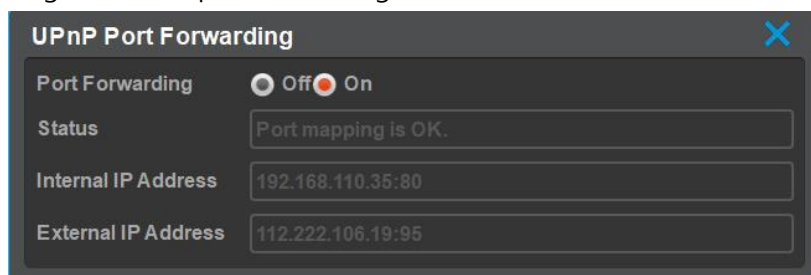 UPnP Port Forwarding
Port Forwarding Off On
Status Port mapping is OK.
Internal IP Address 192.168.110.35:80
External IP Address 112.222.106.19:95